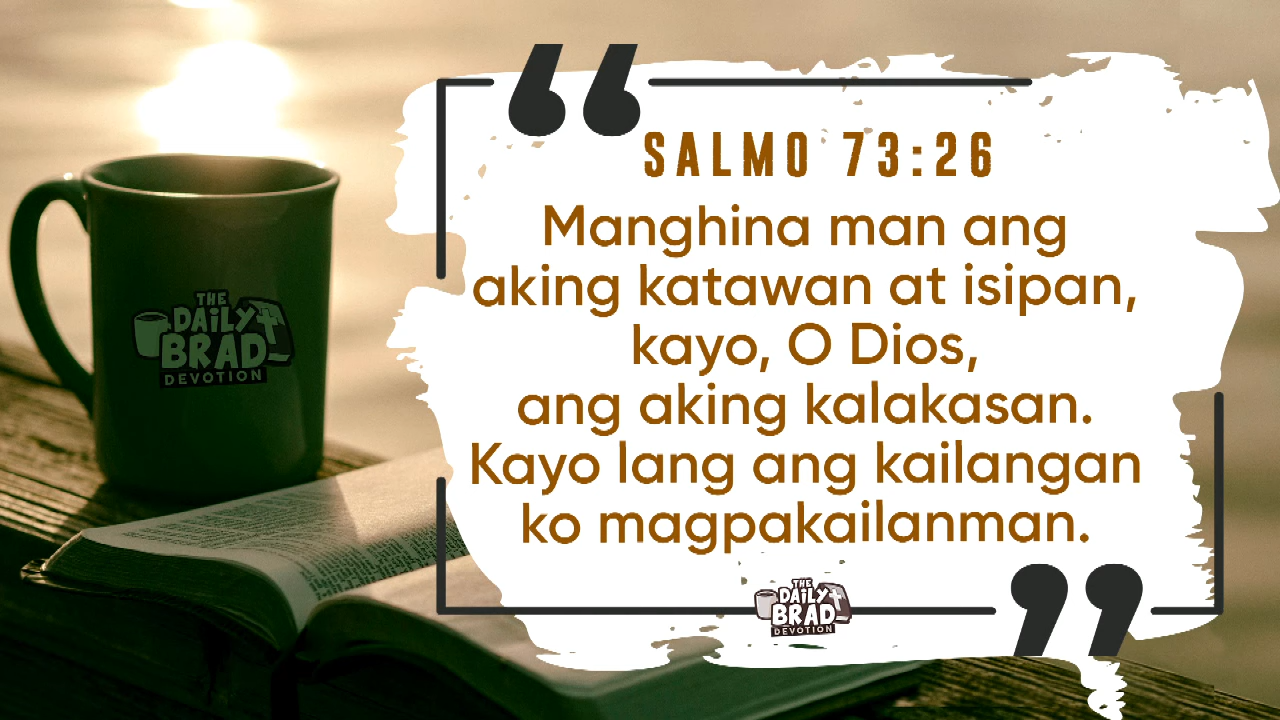 SALMO 73:26
Manghina man ang
aking katawan at isipan,
kayo, O Dios,
ang aking kalakasan.
Kayo lang ang kailangan
ko magpakailanman.
THE
DAILY
BRAD
DEVOTION
THE
DAILY
BRAD
DEVOTION